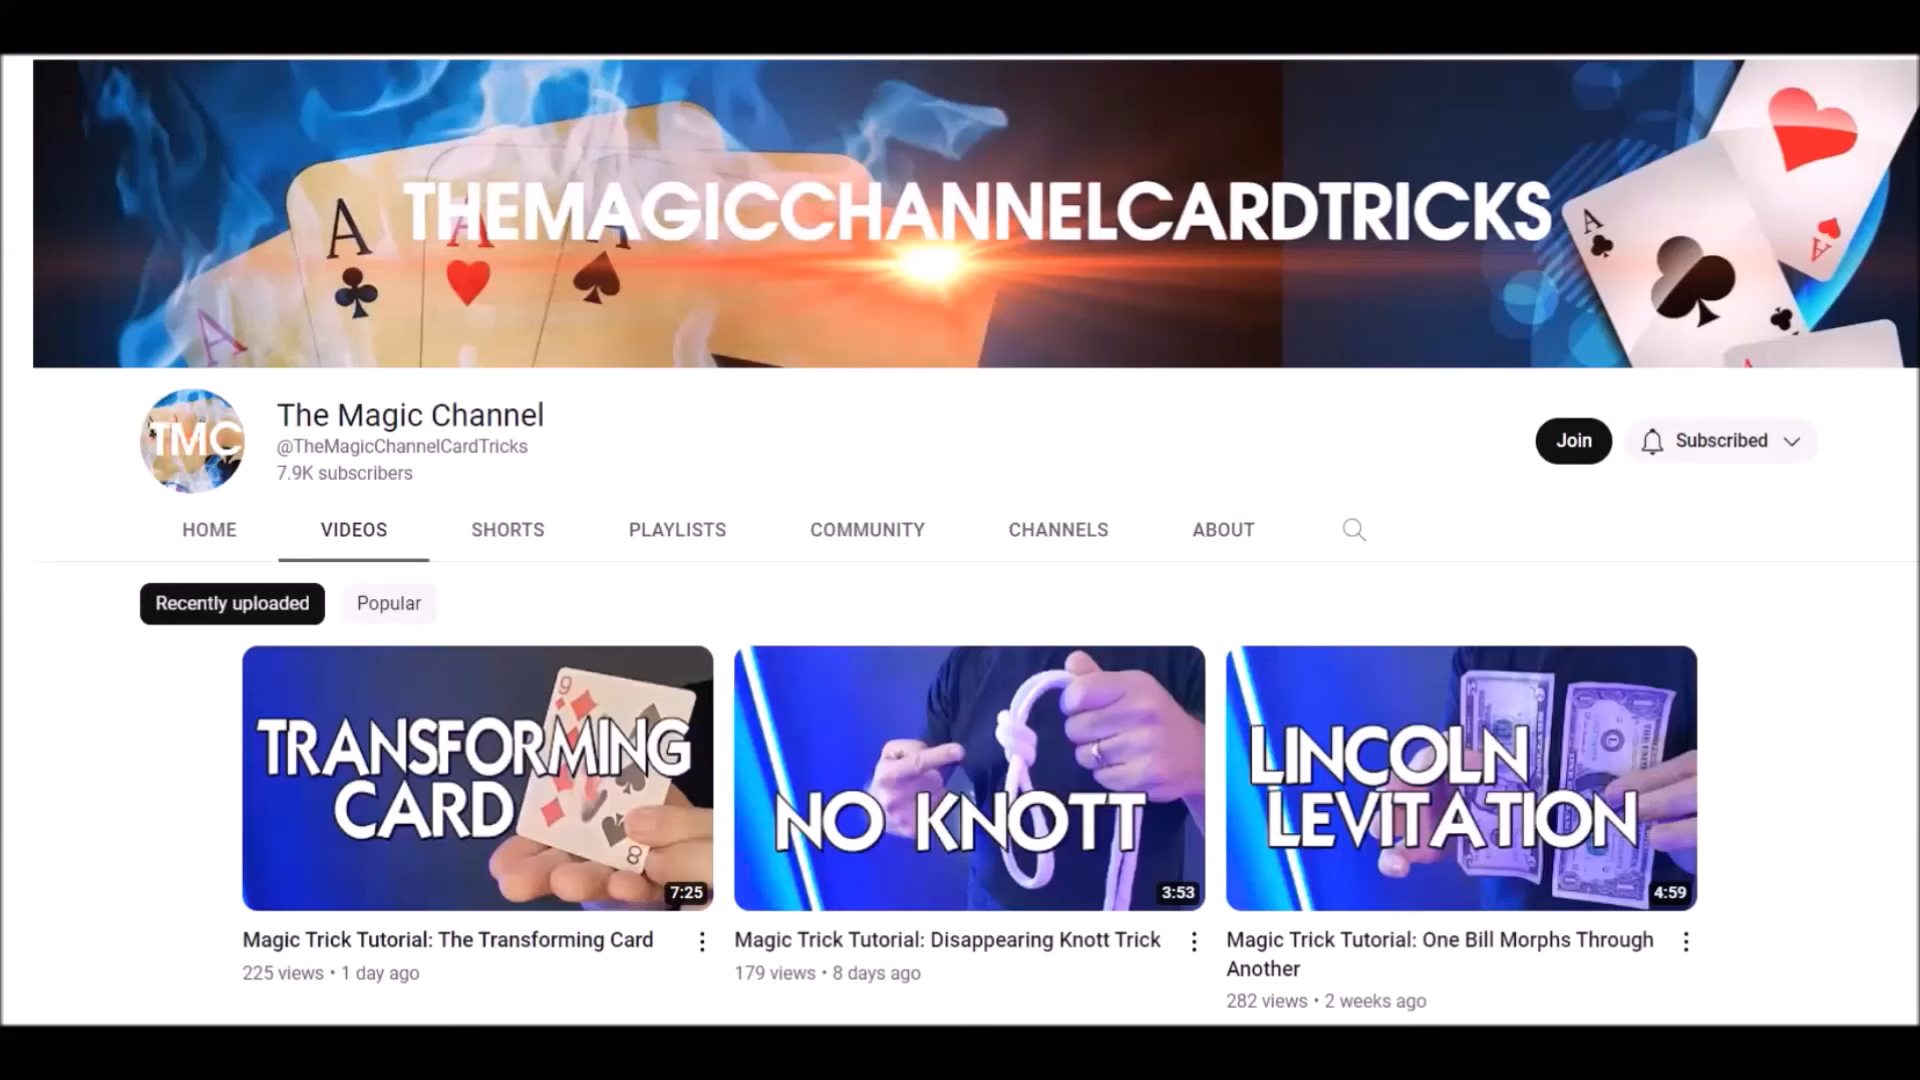 THEMAGICCHANNELCARDTRICKS
A A A A
A
A
TMC
The Magic Channel
@TheMagicChannelCardTricks
7.9K subscribers
Join
Subscribed
HOME VIDEOS SHORTS PLAYLISTS COMMUNITY CHANNELS ABOUT
Recently uploaded Popular
TRANSFORMING
CARD
9
8
7:25
NO KNOTT
3:53
LINCOLN
LEVITATION
4:59
Magic Trick Tutorial: The Transforming Card
225 views • 1 day ago
Magic Trick Tutorial: Disappearing Knott Trick
179 views • 8 days ago
Magic Trick Tutorial: One Bill Morphs Through
Another
282 views • 2 weeks ago